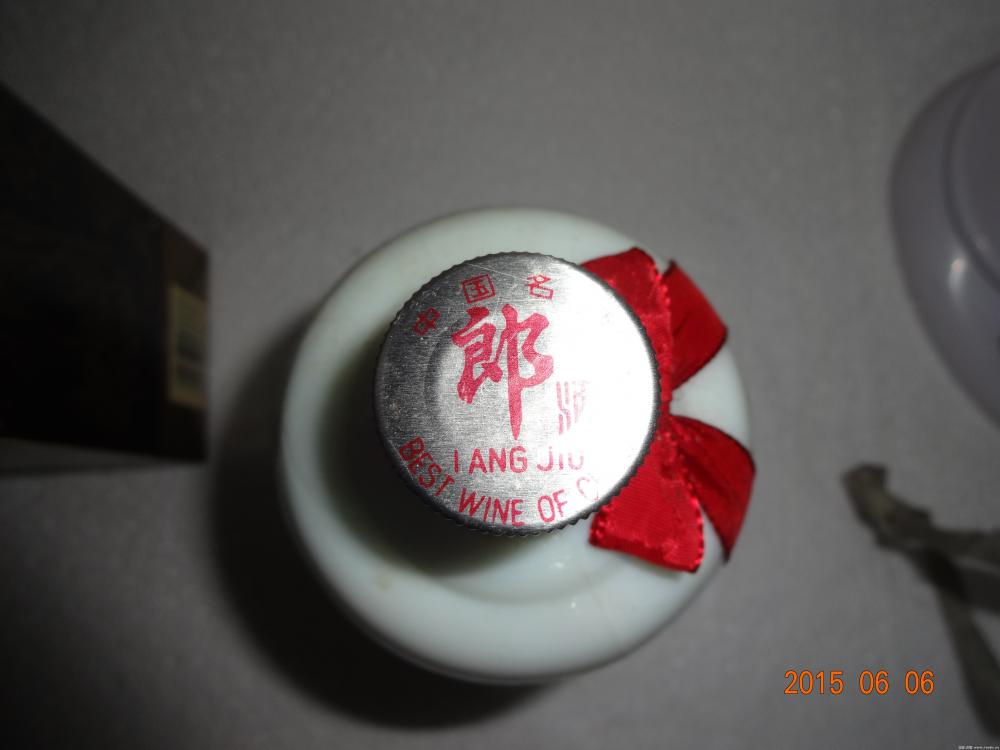 中国名
郎
LANG JIU
BEST WINE OF C
2015 06 06